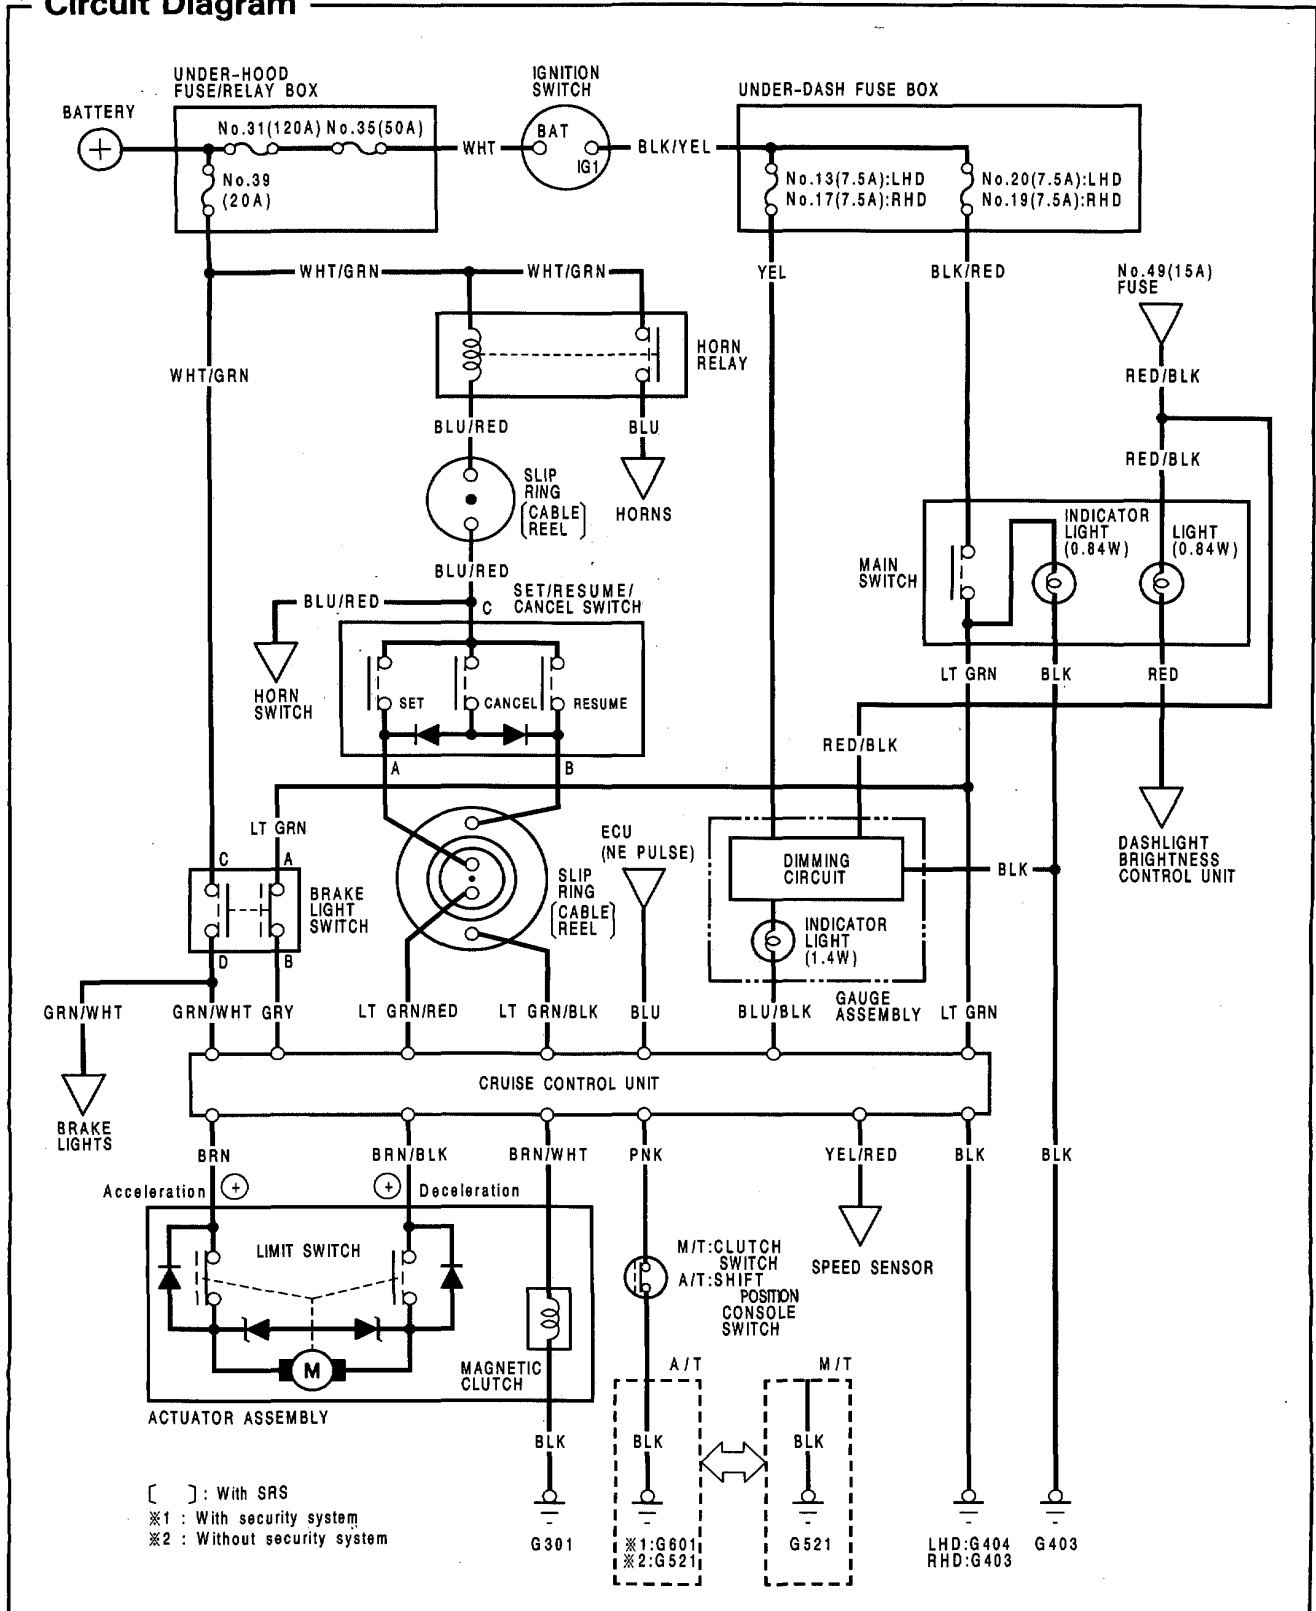 Circuit Diagram
UNDER-HOOD
FUSE/RELAY BOX
IGNITION
SWITCH
UNDER-DASH FUSE BOX
BATTERY
+
No.31(120A) No.35(50A)
WHT
BAT
IG1
BLK/YEL
No.39
(20A)
No.13(7.5A):LHD
No.17(7.5A):RHD
No.20(7.5A):LHD
No.19(7.5A):RHD
WHT/GRN
WHT/GRN
YEL
BLK/RED
No.49(15A)
FUSE
HORN
RELAY
WHT/GRN
RED/BLK
BLU/RED
BLU
RED/BLK
SLIP
RING
[CABLE]
[REEL]
HORNS
INDICATOR
LIGHT
(0.84W)
LIGHT
(0.84W)
MAIN
SWITCH
BLU/RED
BLU/RED
C
SET/RESUME/
CANCEL SWITCH
HORN
SWITCH
SET
CANCEL
RESUME
LT GRN
BLK
RED
A
B
RED/BLK
LT GRN
ECU
(NE PULSE)
DIMMING
CIRCUIT
BLK
DASHLIGHT
BRIGHTNESS
CONTROL UNIT
C
A
BRAKE
LIGHT
SWITCH
SLIP
RING
[CABLE]
[REEL]
INDICATOR
LIGHT
(1.4W)
D
B
GAUGE
ASSEMBLY
GRN/WHT
GRN/WHT
GRY
LT GRN/RED
LT GRN/BLK
BLU
BLU/BLK
LT GRN
CRUISE CONTROL UNIT
BRAKE
LIGHTS
BRN
BRN/BLK
BRN/WHT
PNK
YEL/RED
BLK
BLK
Acceleration +
+ Deceleration
LIMIT SWITCH
M/T:CLUTCH
SWITCH
A/T:SHIFT
POSITION
CONSOLE
SWITCH
SPEED SENSOR
M
MAGNETIC
CLUTCH
A/T
M/T
ACTUATOR ASSEMBLY
BLK
BLK
BLK
[ ]: With SRS
※1 : With security system
※2 : Without security system
G301
※1:G601
※2:G521
G521
LHD:G404
RHD:G403
G403